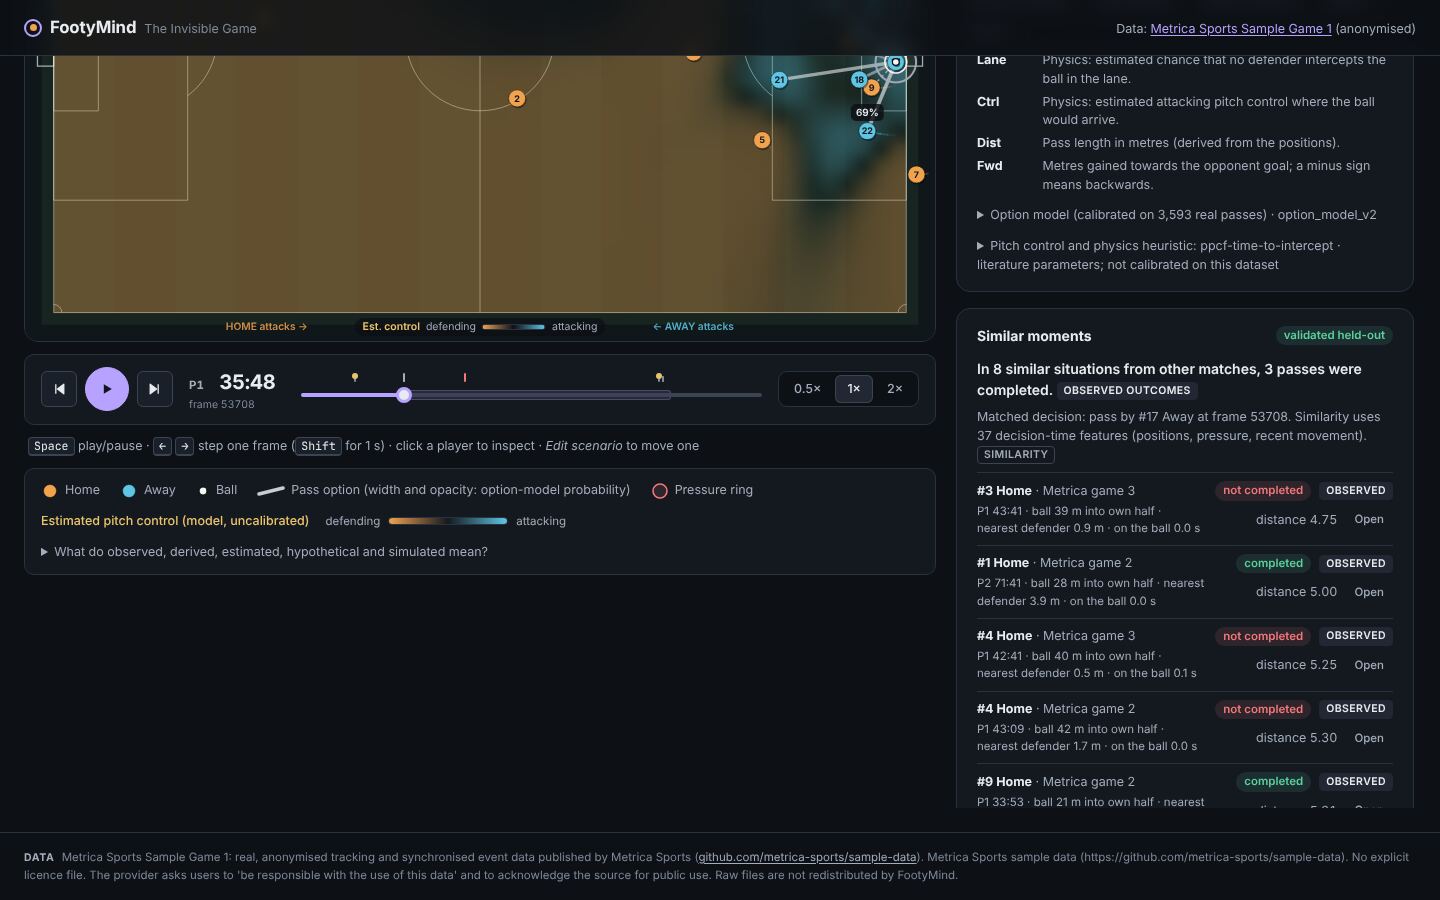 FootyMind The Invisible Game
Data: Metrica Sports Sample Game 1 (anonymised)
21
18
9
2
69%
22
5
7
HOME attacks →
Est. control defending attacking
← AWAY attacks
P1 35:48
frame 53708
0.5× 1× 2×
Space play/pause · ← → step one frame (Shift for 1 s) · click a player to inspect · Edit scenario to move one
Home Away Ball Pass option (width and opacity: option-model probability) Pressure ring
Estimated pitch control (model, uncalibrated) defending attacking
▶ What do observed, derived, estimated, hypothetical and simulated mean?
Lane Physics: estimated chance that no defender intercepts the
ball in the lane.
Ctrl Physics: estimated attacking pitch control where the ball
would arrive.
Dist Pass length in metres (derived from the positions).
Fwd Metres gained towards the opponent goal; a minus sign
means backwards.
▶ Option model (calibrated on 3,593 real passes) · option_model_v2
▶ Pitch control and physics heuristic: ppcf-time-to-intercept ·
literature parameters; not calibrated on this dataset
Similar moments validated held-out
In 8 similar situations from other matches, 3 passes were
completed. OBSERVED OUTCOMES
Matched decision: pass by #17 Away at frame 53708. Similarity uses
37 decision-time features (positions, pressure, recent movement).
SIMILARITY
#3 Home · Metrica game 3 not completed OBSERVED
P1 43:41 · ball 39 m into own half ·
nearest defender 0.9 m · on the ball 0.0 s
distance 4.75 Open
#1 Home · Metrica game 2 completed OBSERVED
P2 71:41 · ball 28 m into own half · nearest
defender 3.9 m · on the ball 0.0 s
distance 5.00 Open
#4 Home · Metrica game 3 not completed OBSERVED
P1 42:41 · ball 40 m into own half ·
nearest defender 0.5 m · on the ball 0.1 s
distance 5.25 Open
#4 Home · Metrica game 2 not completed OBSERVED
P1 43:09 · ball 42 m into own half ·
nearest defender 1.7 m · on the ball 0.0 s
distance 5.30 Open
#9 Home · Metrica game 2 completed OBSERVED
P1 33:53 · ball 21 m into own half · nearest
DATA Metrica Sports Sample Game 1: real, anonymised tracking and synchronised event data published by Metrica Sports (github.com/metrica-sports/sample-data). Metrica Sports sample data (https://github.com/metrica-sports/sample-data). No explicit
licence file. The provider asks users to 'be responsible with the use of this data' and to acknowledge the source for public use. Raw files are not redistributed by FootyMind.